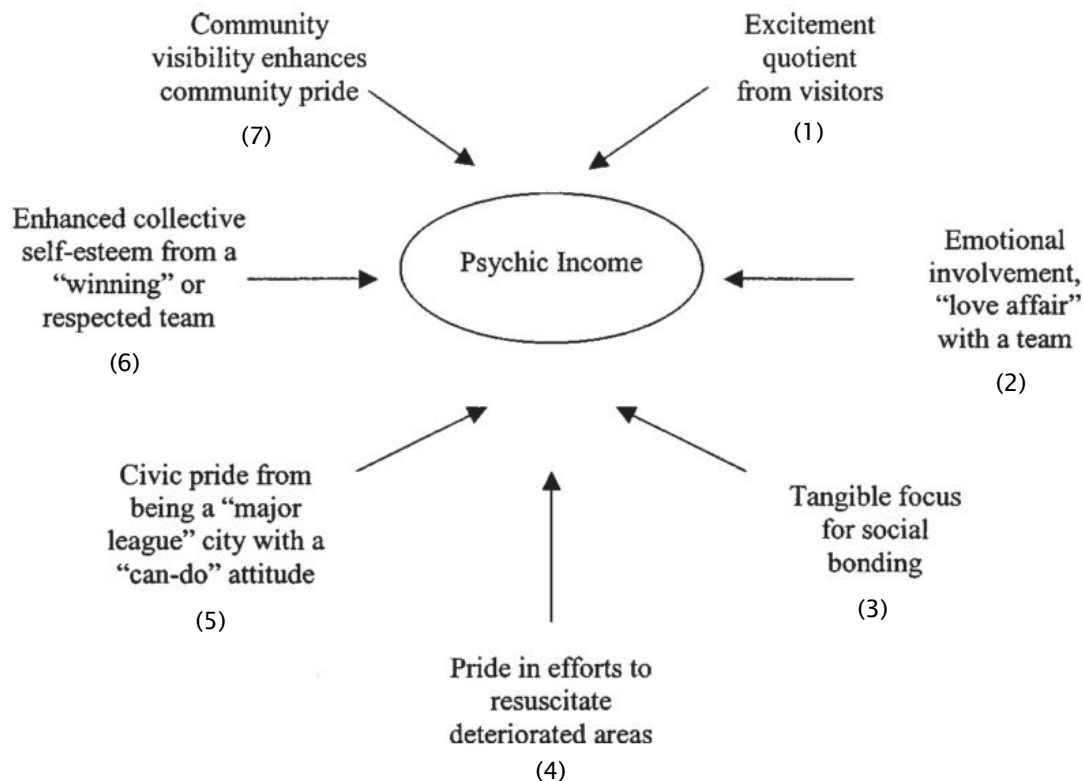 Community
visibility enhances
community pride
(7)
Excitement
quotient
from visitors
(1)
Enhanced collective
self-esteem from a
“winning” or
respected team
(6)
Psychic Income
Emotional
involvement,
“love affair”
with a team
(2)
Civic pride from
being a “major
league” city with a
“can-do” attitude
(5)
Tangible focus
for social
bonding
(3)
Pride in efforts to
resuscitate
deteriorated areas
(4)